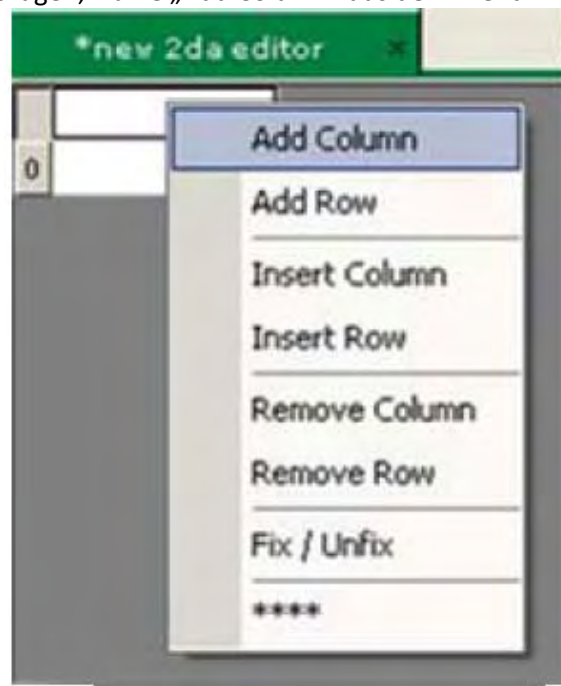 *new 2da editor ×
0
Add Column
Add Row
Insert Column
Insert Row
Remove Column
Remove Row
Fix / Unfix
****